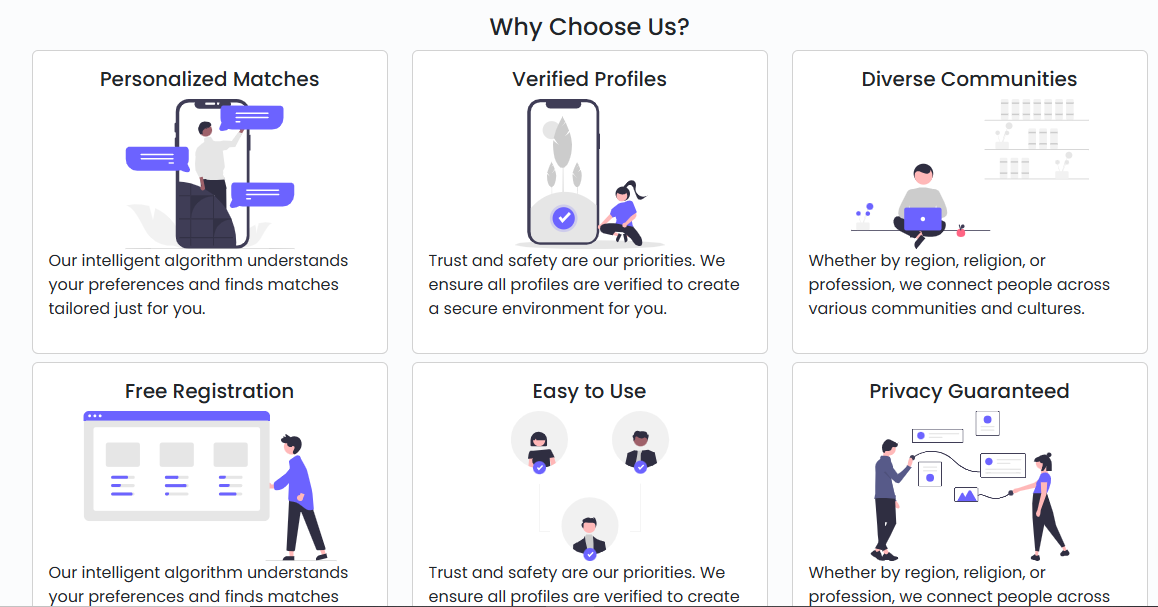 Why Choose Us?
Personalized Matches
Our intelligent algorithm understands
your preferences and finds matches
tailored just for you.
Verified Profiles
Trust and safety are our priorities. We
ensure all profiles are verified to create
a secure environment for you.
Diverse Communities
Whether by region, religion, or
profession, we connect people across
various communities and cultures.
Free Registration
Our intelligent algorithm understands
your preferences and finds matches
Easy to Use
Trust and safety are our priorities. We
ensure all profiles are verified to create
Privacy Guaranteed
Whether by region, religion, or
profession, we connect people across